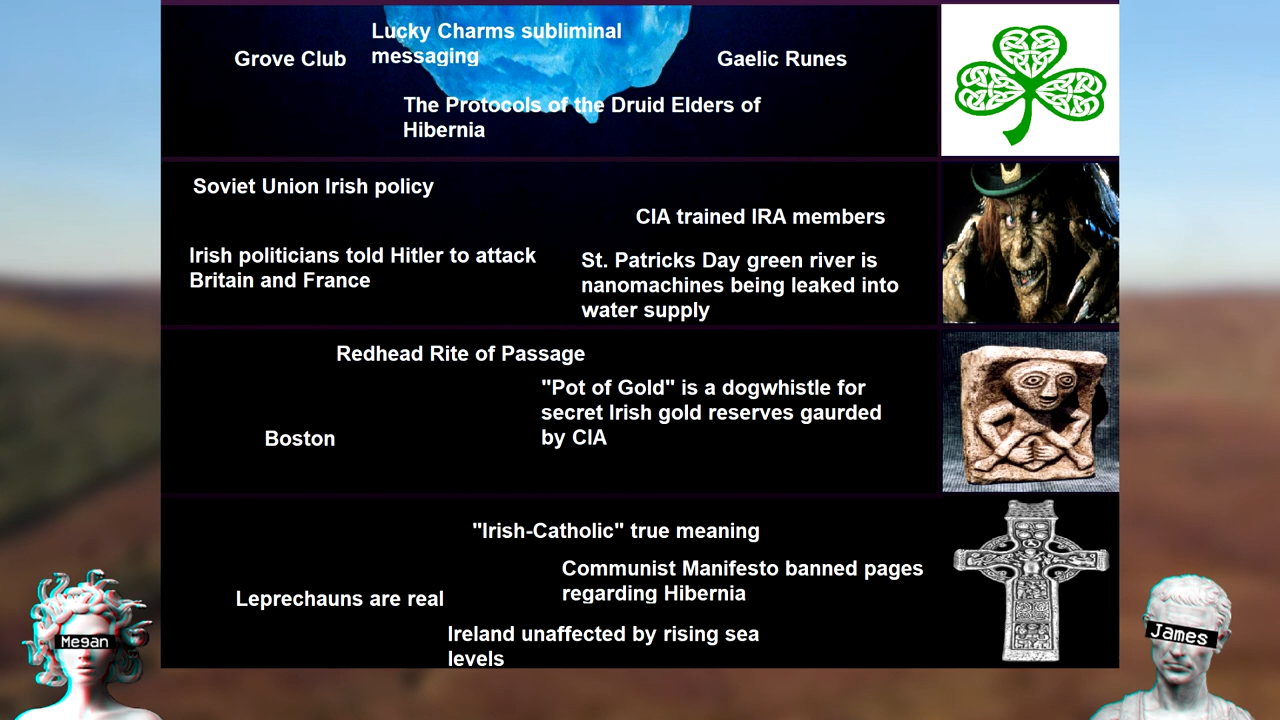 Grove Club
Lucky Charms subliminal
messaging
Gaelic Runes
The Protocols of the Druid Elders of
Hibernia
Soviet Union Irish policy
CIA trained IRA members
Irish politicians told Hitler to attack
Britain and France
St. Patricks Day green river is
nanomachines being leaked into
water supply
Redhead Rite of Passage
"Pot of Gold" is a dogwhistle for
secret Irish gold reserves gaurded
by CIA
Boston
"Irish-Catholic" true meaning
Communist Manifesto banned pages
regarding Hibernia
Leprechauns are real
Ireland unaffected by rising sea
levels
Megan
James